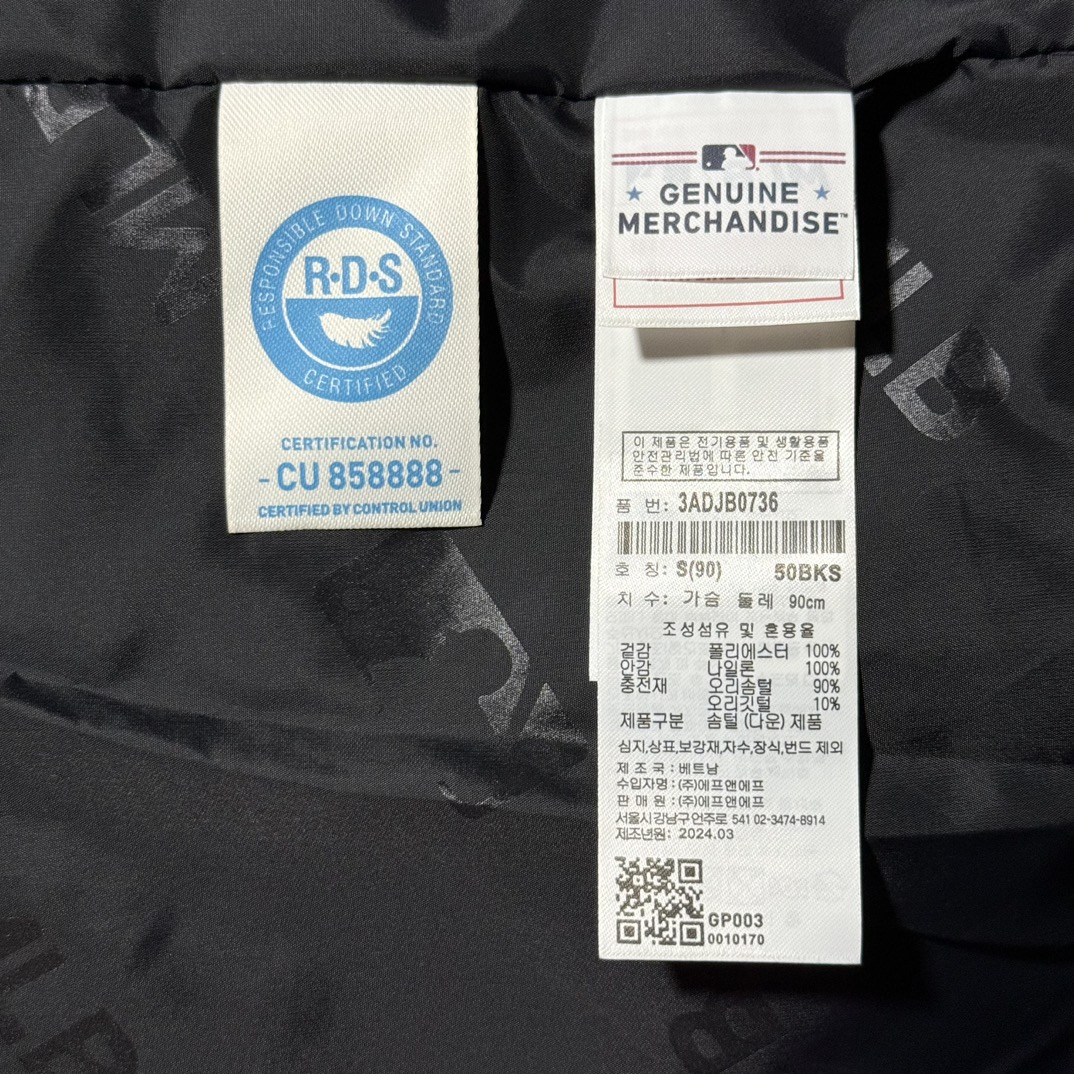 RESPONSIBLE DOWN STANDARD
R·D·S
CERTIFIED
CERTIFICATION NO.
- CU 858888 -
CERTIFIED BY CONTROL UNION
GENUINE
MERCHANDISE™
이 제품은 전기용품 및 생활용품
안전관리법에 따른 안전 기준을
준수한 제품입니다.
품 번: 3ADJB0736
호 칭: S(90) 50BKS
치 수: 가슴 둘레 90cm
조성섬유 및 혼용율
겉감 폴리에스터 100%
안감 나일론 100%
충전재 오리솜털 90%
오리깃털 10%
제품구분 솜털 (다운) 제품
심지,상표,보강재,자수,장식,번드 제외
제 조 국 : 베트남
수입자명 : (주)에프앤에프
판 매 원 : (주)에프앤에프
서울시강남구언주로 541 02-3474-8914
제조년원: 2024.03
GP003
0010170
MLB